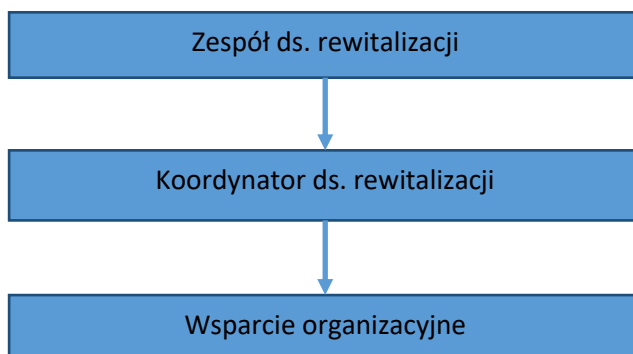 Zespół ds. rewitalizacji
Koordynator ds. rewitalizacji
Wsparcie organizacyjne